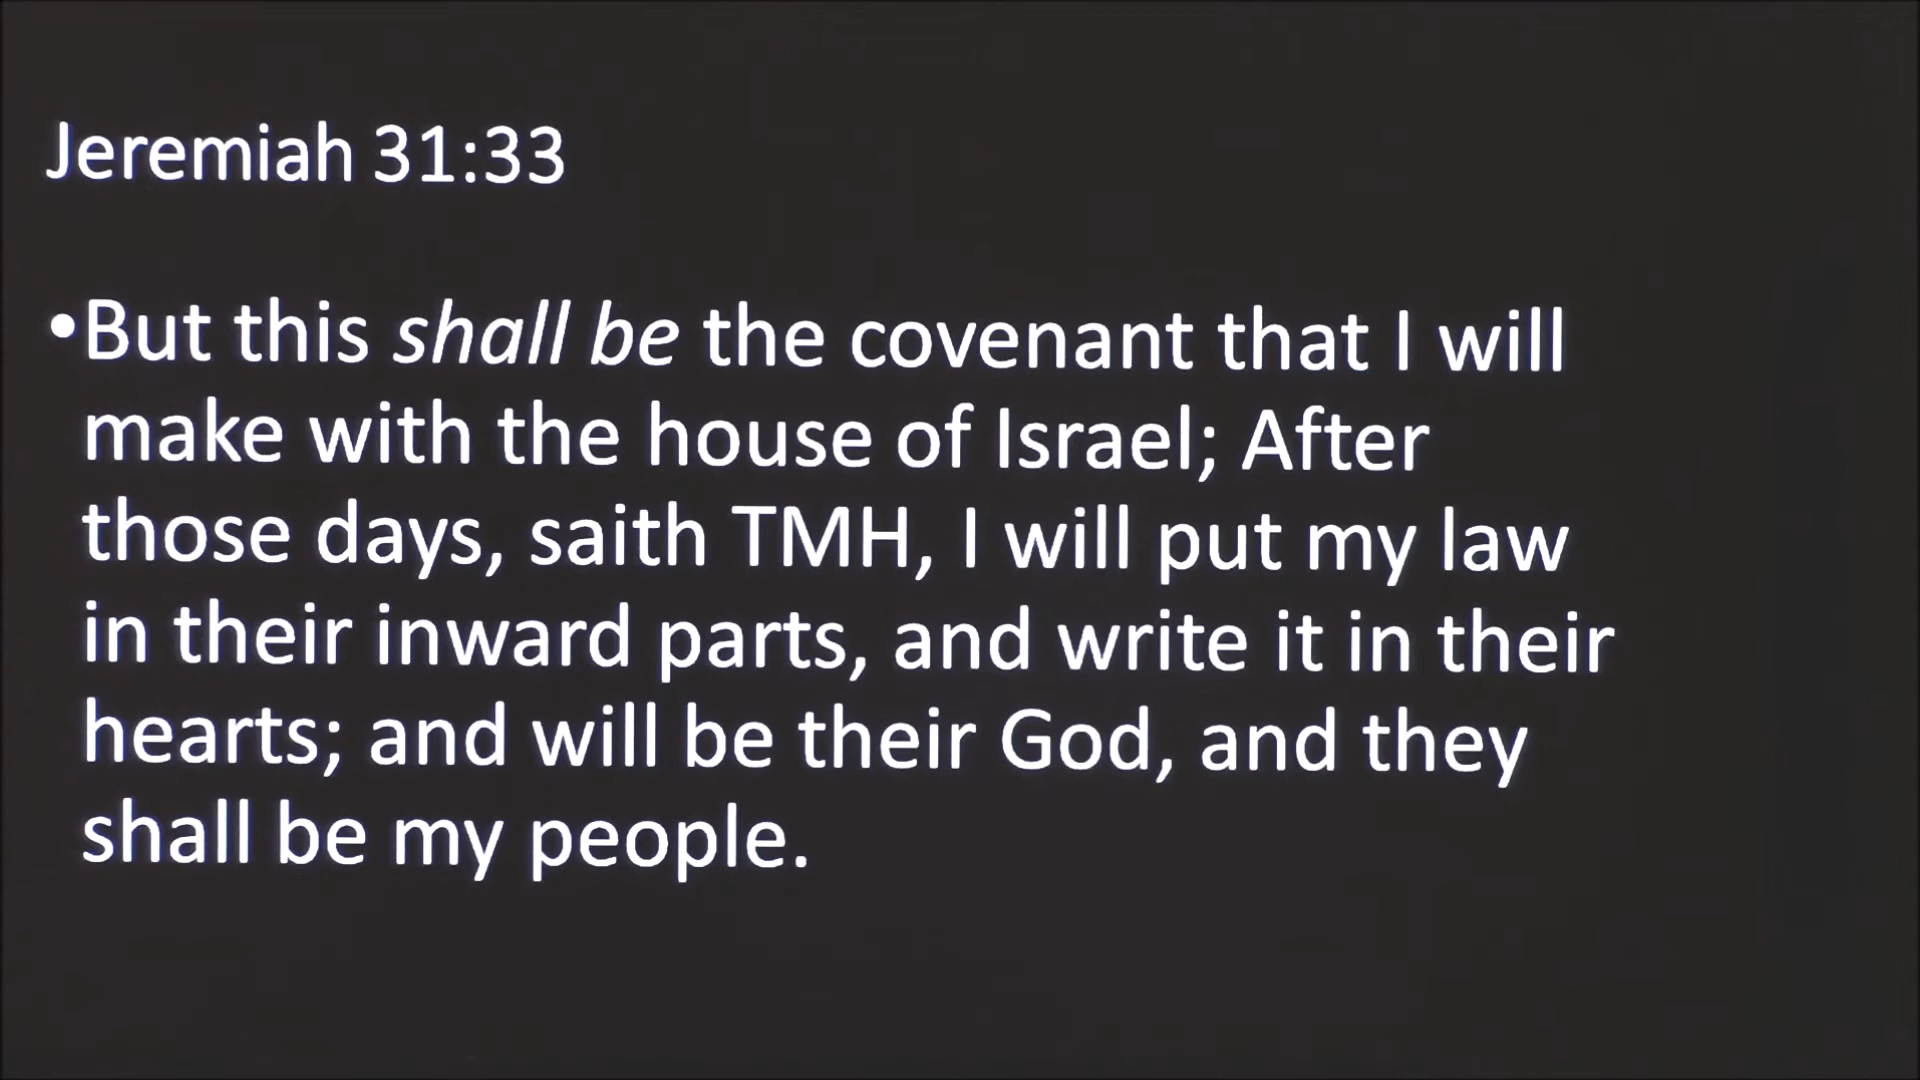 Jeremiah 31:33
•But this shall be the covenant that I will
make with the house of Israel; After
those days, saith TMH, I will put my law
in their inward parts, and write it in their
hearts; and will be their God, and they
shall be my people.